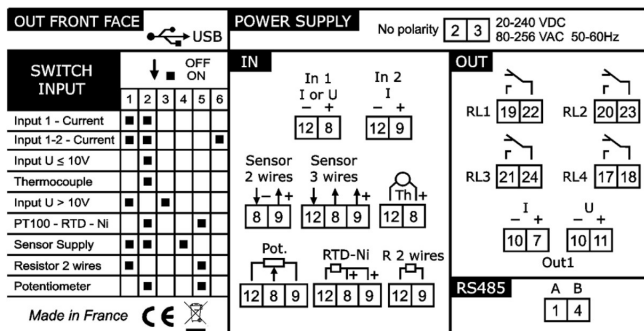 OUT FRONT FACE
USB
POWER SUPPLY
No polarity 2 3 20-240 VDC
80-256 VAC 50-60Hz
SWITCH
INPUT
OFF
ON
1 2 3 4 5 6
Input 1 - Current
Input 1-2 - Current
Input U ≤ 10V
Thermocouple
Input U > 10V
PT100 - RTD - Ni
Sensor Supply
Resistor 2 wires
Potentiometer
Made in France CE
IN
In 1
I or U
- +
12 8
In 2
I
- +
12 9
Sensor
2 wires
- +
8 9
Sensor
3 wires
- +
12 8 9
Th +
12 8
Pot.
12 8 9
RTD-Ni
+ +
12 8 9
R 2 wires
12 9
OUT
RL1 19 22
RL2 20 23
RL3 21 24
RL4 17 18
I
- +
10 7
U
- +
10 11
Out1
RS485
A B
1 4